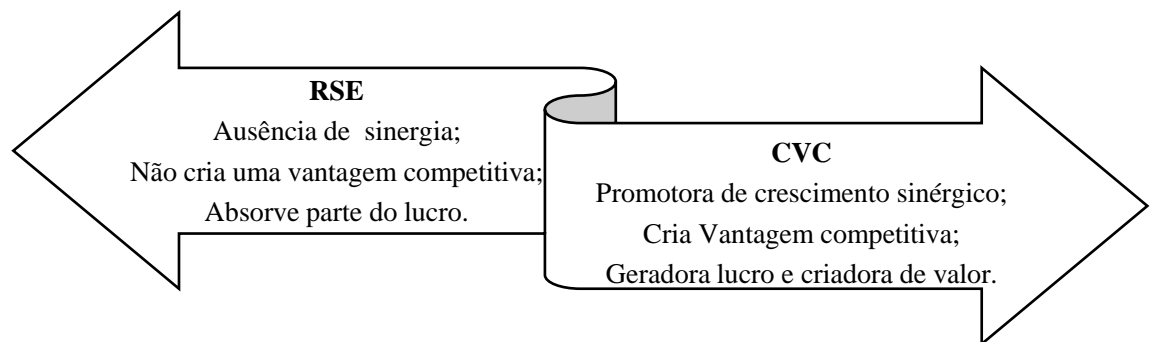 RSE
Ausência de sinergia;
Não cria uma vantagem competitiva;
Absorve parte do lucro.
CVC
Promotora de crescimento sinérgico;
Cria Vantagem competitiva;
Geradora lucro e criadora de valor.